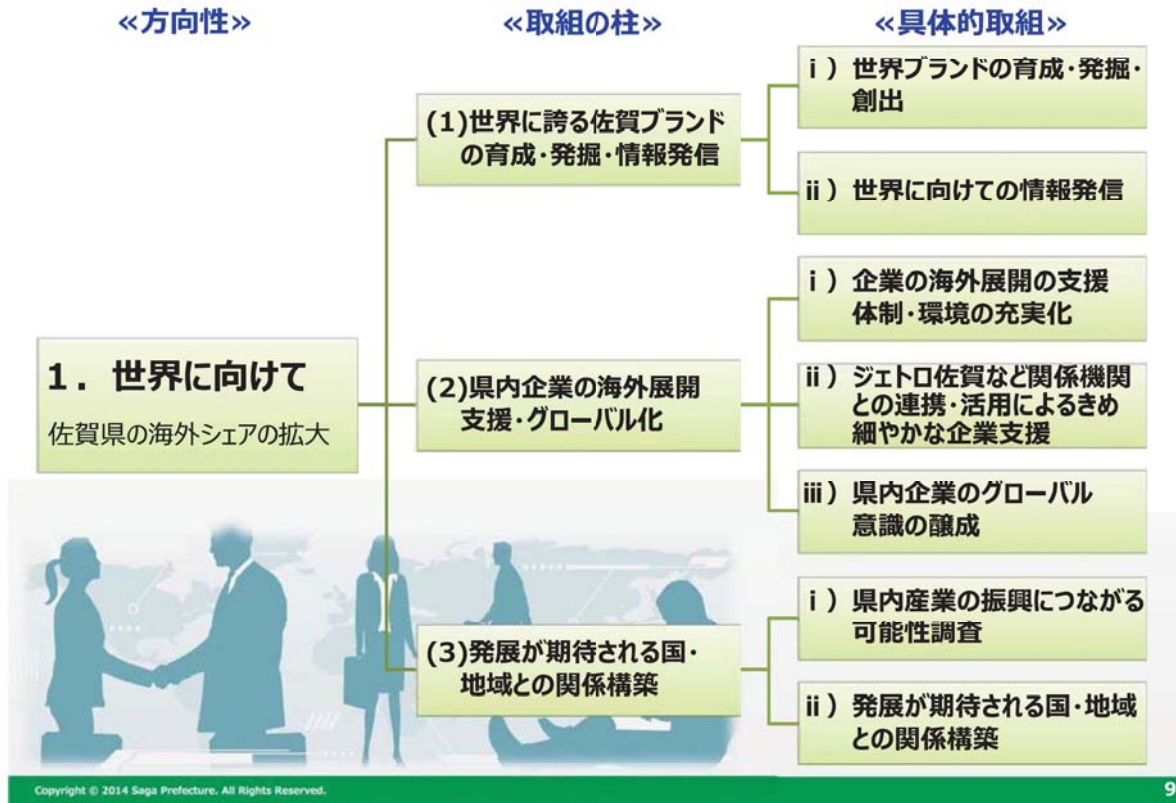 ≪方向性≫
≪取組の柱≫
≪具体的取組≫
1．世界に向けて
佐賀県の海外シェアの拡大
(1)世界に誇る佐賀ブランド
の育成･発掘･情報発信
ⅰ）世界ブランドの育成･発掘･
創出
ⅱ）世界に向けての情報発信
(2)県内企業の海外展開
支援･グローバル化
ⅰ）企業の海外展開の支援
体制･環境の充実化
ⅱ）ジェトロ佐賀など関係機関
との連携･活用によるきめ
細やかな企業支援
ⅲ）県内企業のグローバル
意識の醸成
(3)発展が期待される国･
地域との関係構築
ⅰ）県内産業の振興につながる
可能性調査
ⅱ）発展が期待される国･地域
との関係構築
Copyright © 2014 Saga Prefecture. All Rights Reserved.
9